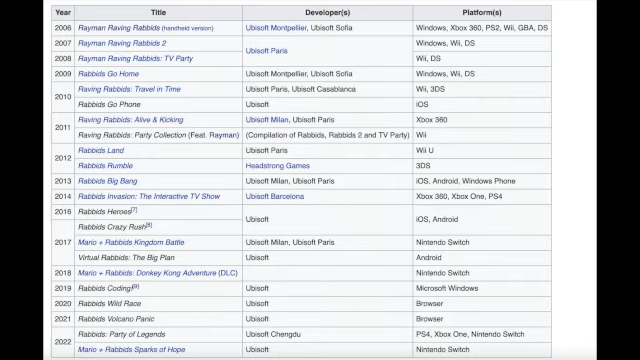 Year Title Developer(s) Platform(s)
2006 Rayman Raving Rabbids (handheld version) Ubisoft Montpellier, Ubisoft Sofia Windows, Xbox 360, PS2, Wii, GBA, DS
2007 Rayman Raving Rabbids 2 Ubisoft Paris Windows, Wii, DS
2008 Rayman Raving Rabbids: TV Party Wii, DS
2009 Rabbids Go Home Ubisoft Montpellier, Ubisoft Sofia Windows, Wii, DS
2010 Raving Rabbids: Travel in Time Ubisoft Paris, Ubisoft Casablanca Wii, 3DS
Rabbids Go Phone Ubisoft iOS
2011 Raving Rabbids: Alive & Kicking Ubisoft Milan, Ubisoft Paris Xbox 360
Raving Rabbids: Party Collection (Feat. Rayman) (Compilation of Rabbids, Rabbids 2 and TV Party) Wii
2012 Rabbids Land Ubisoft Paris Wii U
Rabbids Rumble Headstrong Games 3DS
2013 Rabbids Big Bang Ubisoft Milan, Ubisoft Paris iOS, Android, Windows Phone
2014 Rabbids Invasion: The Interactive TV Show Ubisoft Barcelona Xbox 360, Xbox One, PS4
2016 Rabbids Heroes[7] Ubisoft iOS, Android
2017 Rabbids Crazy Rush[8]
Mario + Rabbids Kingdom Battle Ubisoft Milan, Ubisoft Paris Nintendo Switch
Virtual Rabbids: The Big Plan Ubisoft Android
2018 Mario + Rabbids: Donkey Kong Adventure (DLC) Nintendo Switch
2019 Rabbids Coding![9] Ubisoft Microsoft Windows
2020 Rabbids Wild Race Ubisoft Browser
2021 Rabbids Volcano Panic Ubisoft Browser
2022 Rabbids: Party of Legends Ubisoft Chengdu PS4, Xbox One, Nintendo Switch
Mario + Rabbids Sparks of Hope Ubisoft Nintendo Switch